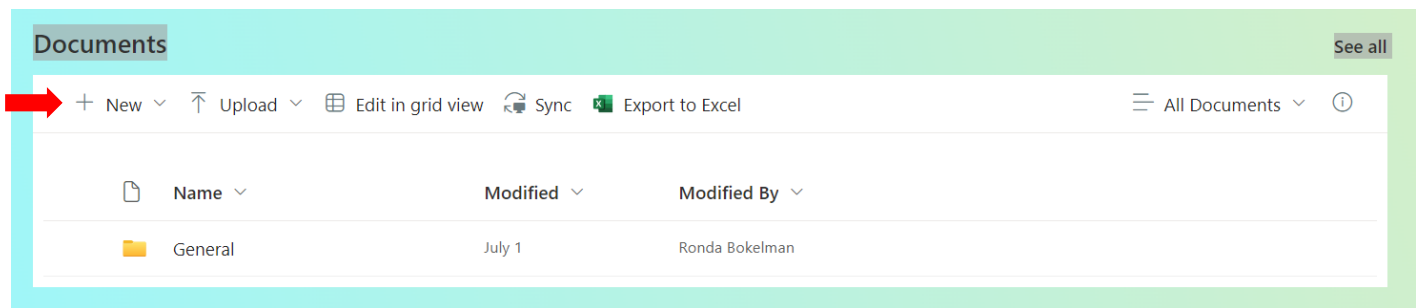 Documents
See all
New Upload Edit in grid view Sync Export to Excel All Documents
Name Modified Modified By
General July 1 Ronda Bokelman